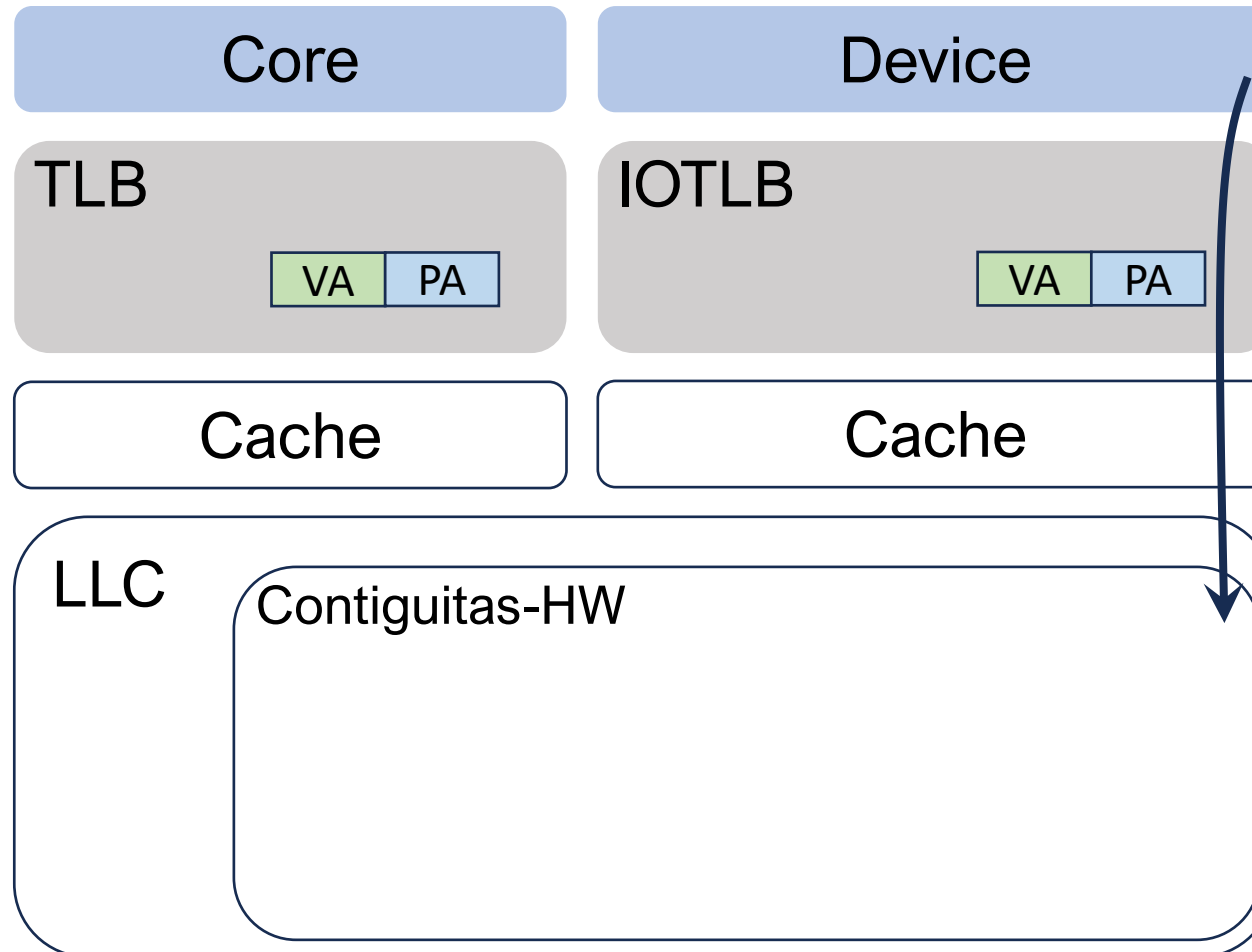 Core
Device
TLB
IOTLB
VA PA
VA PA
Cache
Cache
LLC
Contiguitas-HW